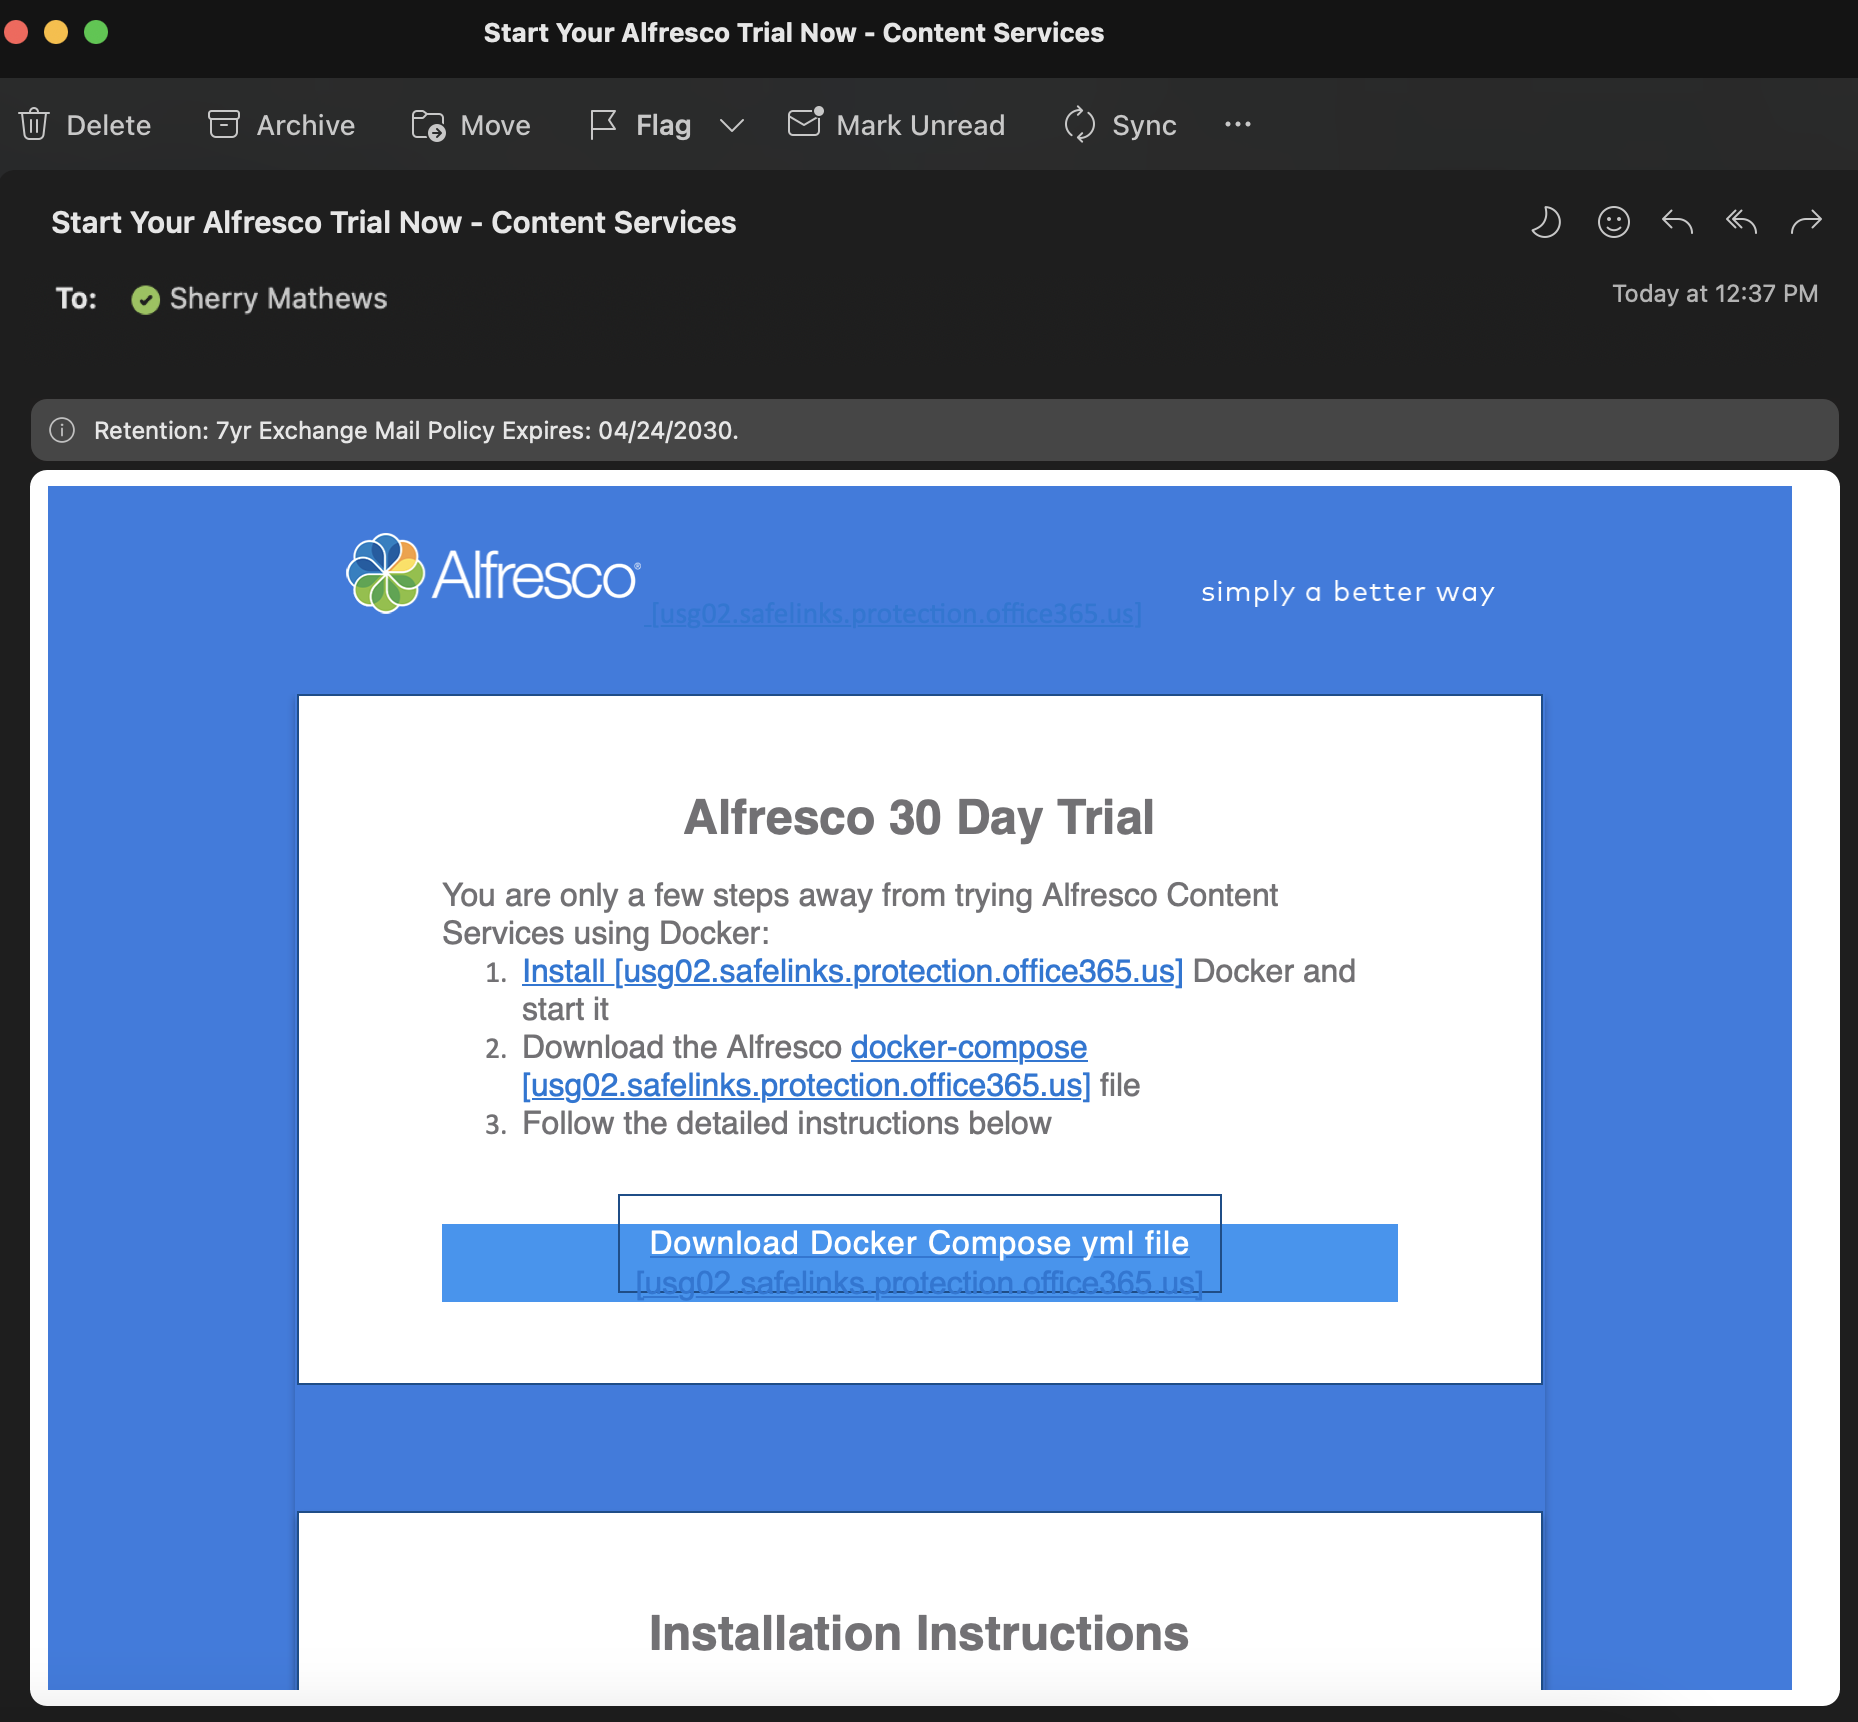 Start Your Alfresco Trial Now - Content Services
Delete Archive Move Flag Mark Unread Sync
Start Your Alfresco Trial Now - Content Services
To: Sherry Mathews
Today at 12:37 PM
Retention: 7yr Exchange Mail Policy Expires: 04/24/2030.
Alfresco®
[usg02.safelinks.protection.office365.us]
simply a better way
Alfresco 30 Day Trial
You are only a few steps away from trying Alfresco Content
Services using Docker:
1. Install [usg02.safelinks.protection.office365.us] Docker and
start it
2. Download the Alfresco docker-compose
[usg02.safelinks.protection.office365.us] file
3. Follow the detailed instructions below
Download Docker Compose yml file
[usg02.safelinks.protection.office365.us]
Installation Instructions